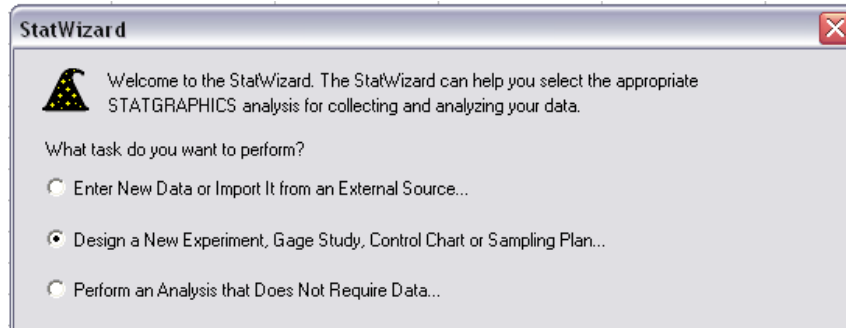 StatWizard
Welcome to the StatWizard. The StatWizard can help you select the appropriate
STATGRAPHICS analysis for collecting and analyzing your data.
What task do you want to perform?
Enter New Data or Import It from an External Source...
Design a New Experiment, Gage Study, Control Chart or Sampling Plan...
Perform an Analysis that Does Not Require Data...